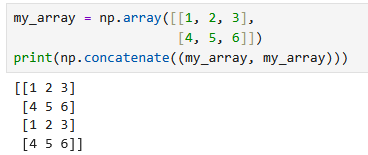 my_array = np.array([[1, 2, 3],
                     [4, 5, 6]])
print(np.concatenate((my_array, my_array)))
[[1 2 3]
 [4 5 6]
 [1 2 3]
 [4 5 6]]